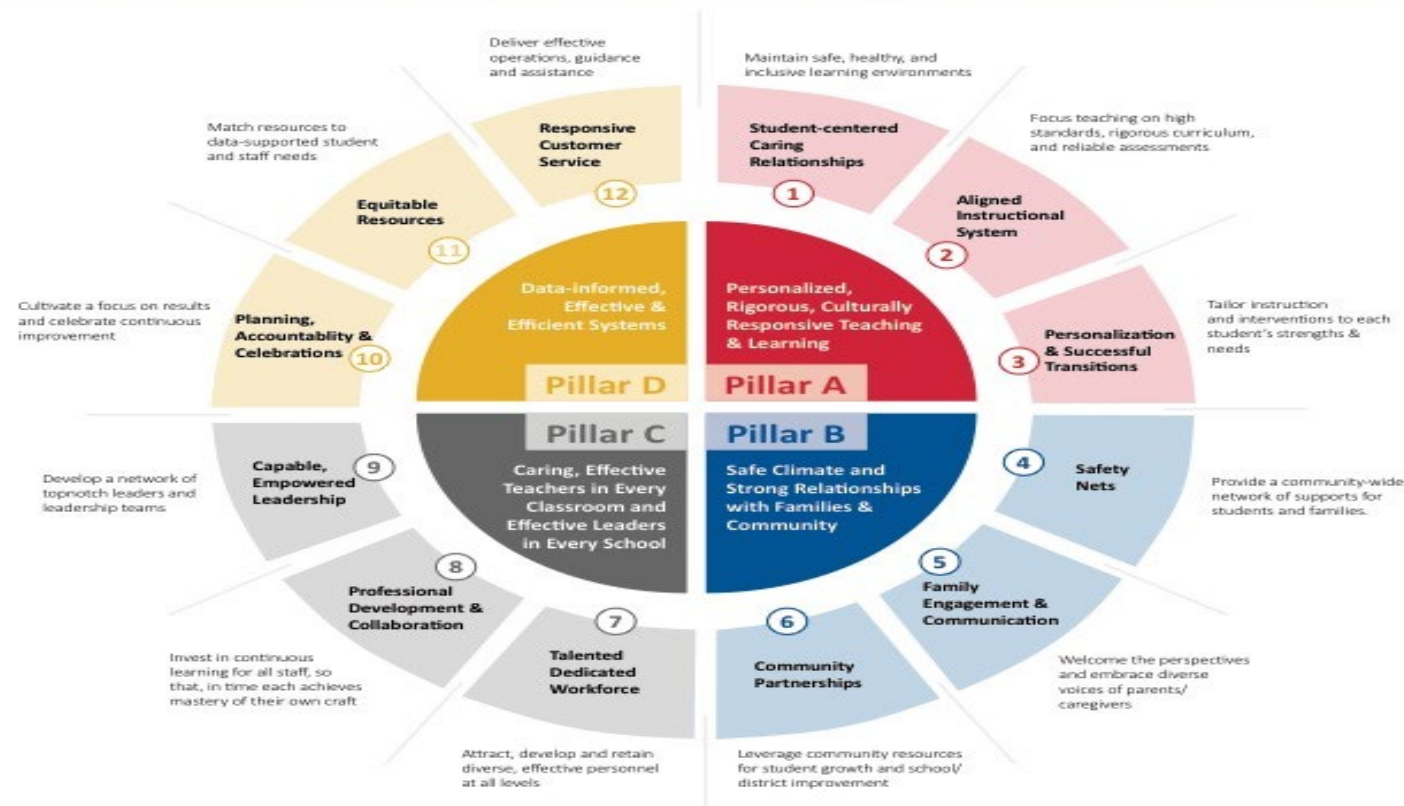 Deliver effective
operations, guidance
and assistance
Maintain safe, healthy, and
inclusive learning environments
Match resources to
data-supported student
and staff needs
Focus teaching on high
standards, rigorous curriculum,
and reliable assessments
Responsive
Customer
Service
12
Student-centered
Caring
Relationships
1
Equitable
Resources
11
Aligned
Instructional
System
2
Cultivate a focus on results
and celebrate continuous
improvement
Planning,
Accountablity &
Celebrations
10
Data-informed,
Effective &
Efficient Systems
Pillar D
Personalized,
Rigorous, Culturally
Responsive Teaching
& Learning
Pillar A
3
Personalization
& Successful
Transitions
Tailor instruction
and interventions to each
student's strengths &
needs
Develop a network of
topnotch leaders and
leadership teams
Capable,
Empowered
Leadership
9
Pillar C
Caring, Effective
Teachers in Every
Classroom and
Effective Leaders
in Every School
Pillar B
Safe Climate and
Strong Relationships
with Families &
Community
4
Safety
Nets
Provide a community-wide
network of supports for
students and families.
8
Professional
Development &
Collaboration
5
Family
Engagement &
Communication
Invest in continuous
learning for all staff, so
that, in time each achieves
mastery of their own craft
7
Talented
Dedicated
Workforce
6
Community
Partnerships
Welcome the perspectives
and embrace diverse
voices of parents/
caregivers
Attract, develop and retain
diverse, effective personnel
at all levels
Leverage community resources
for student growth and school/
district improvement